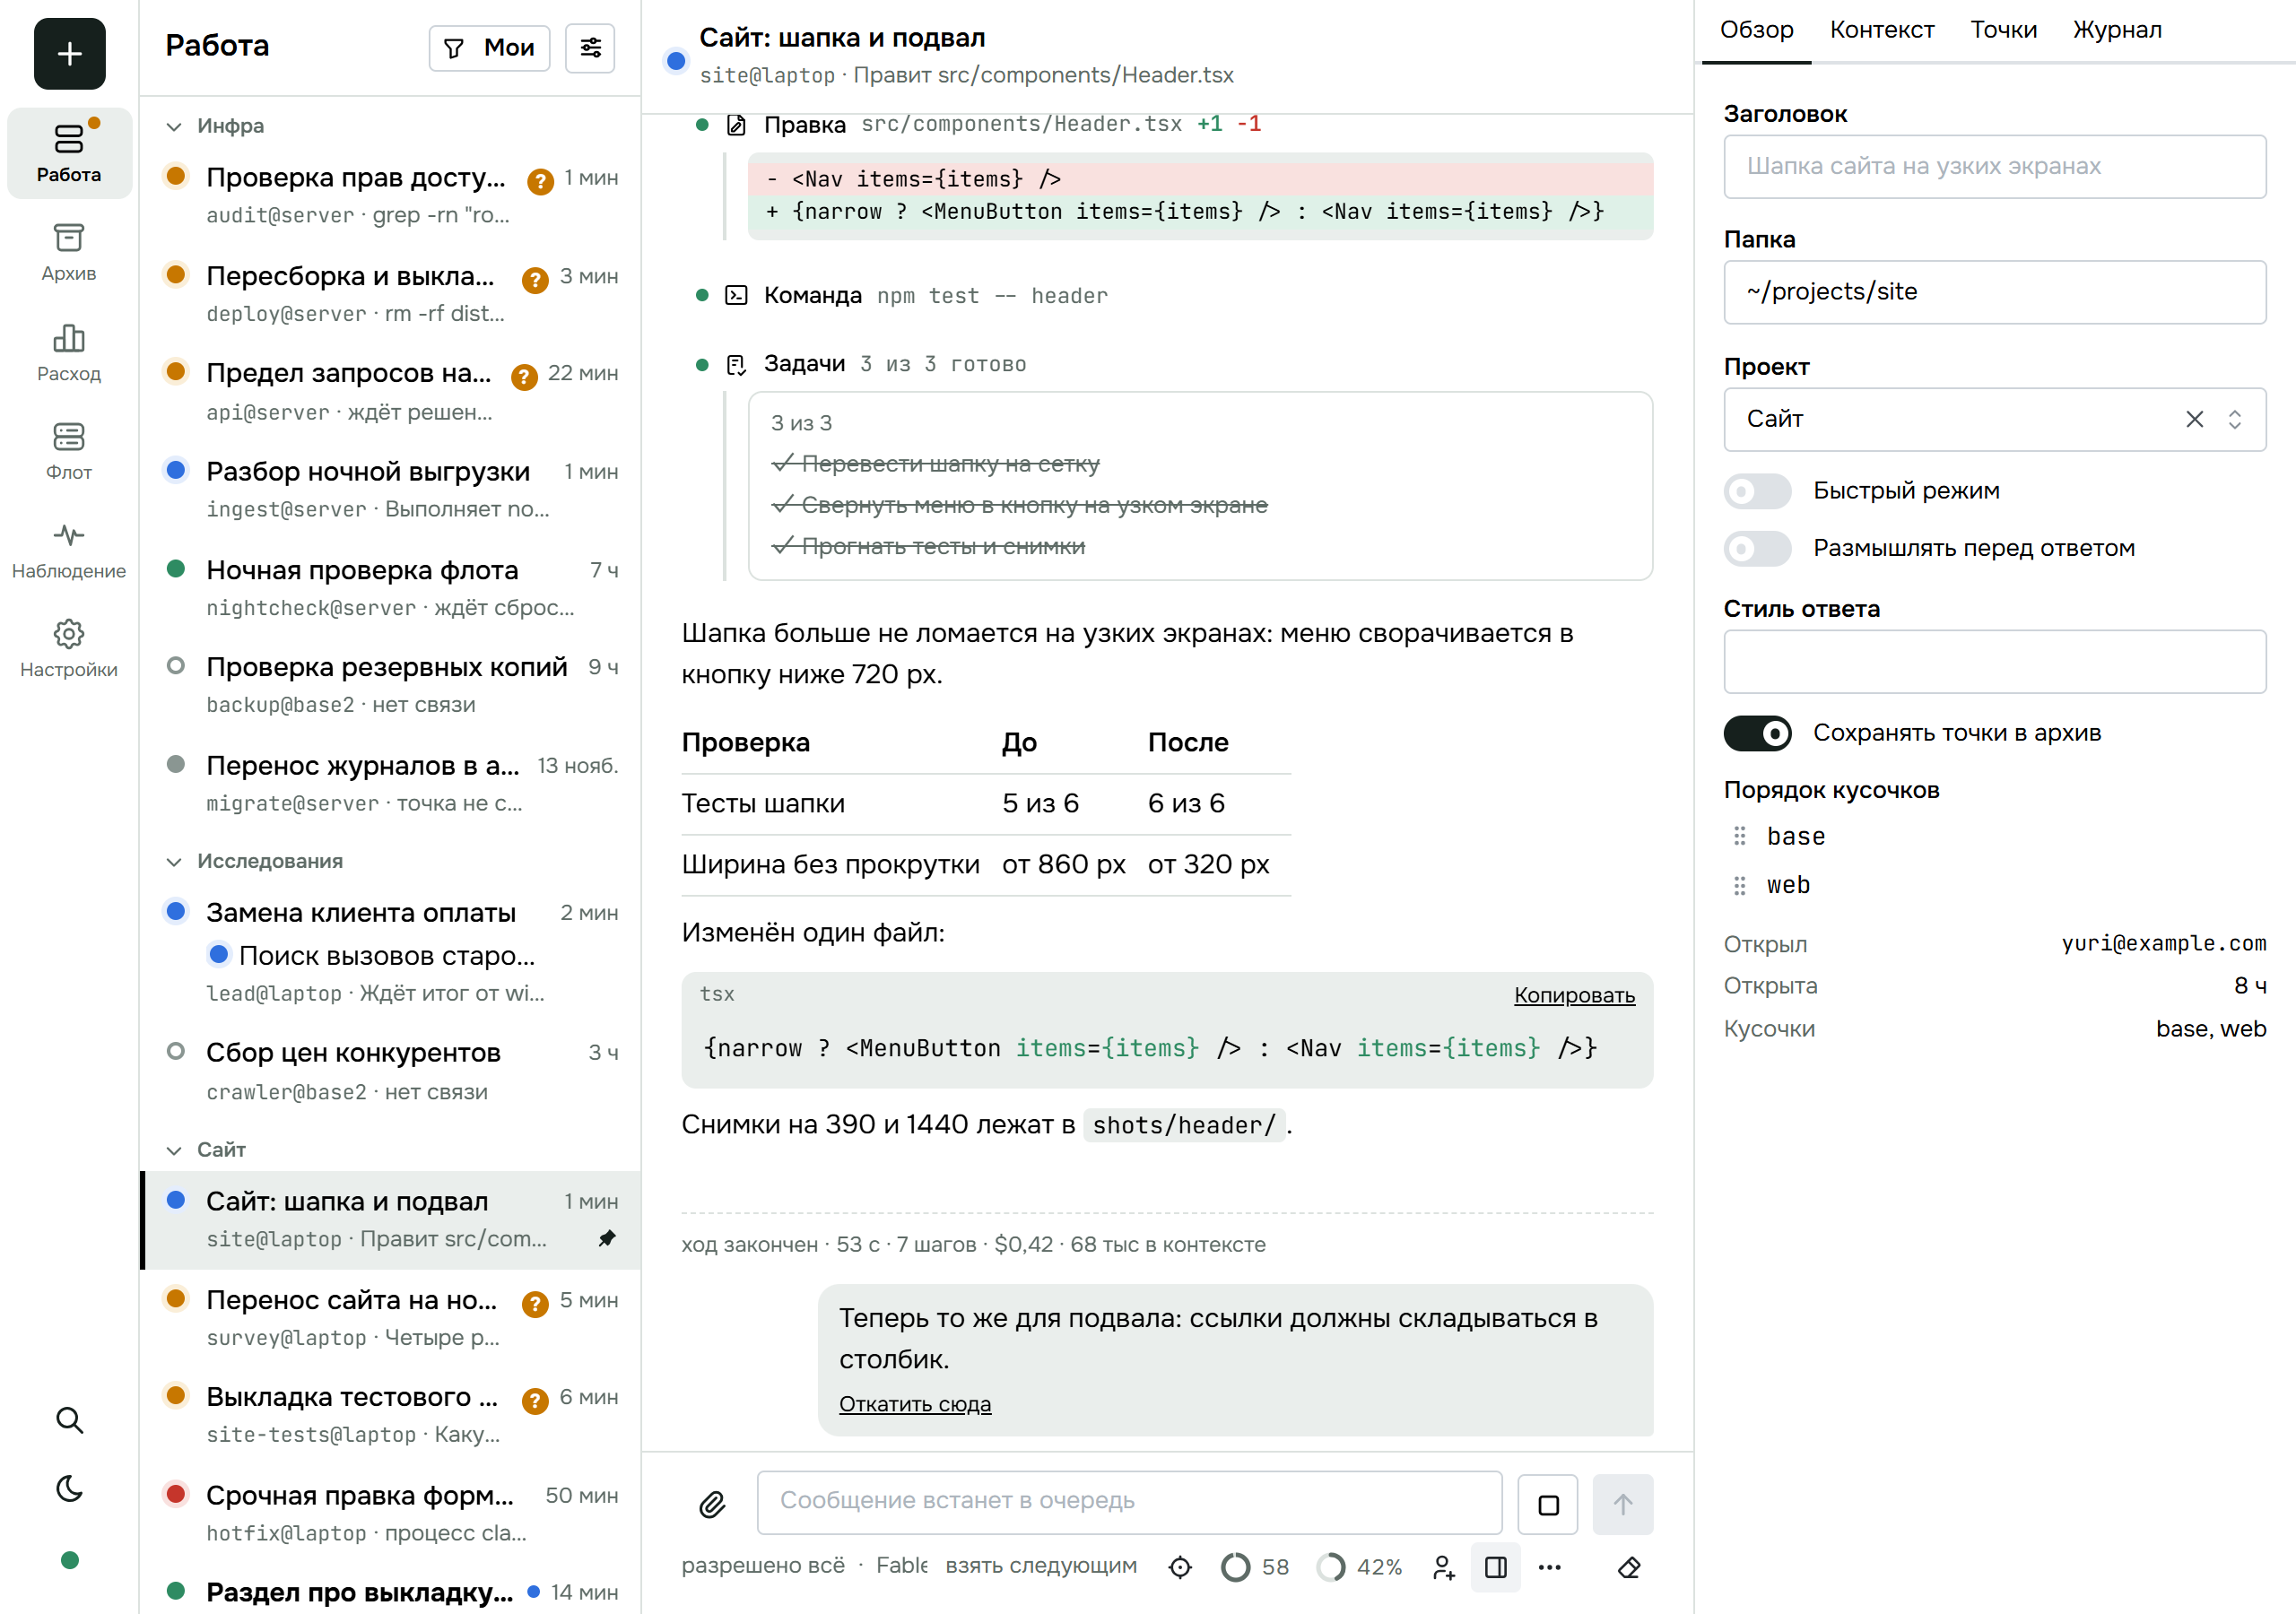 Работа
Архив
Расход
Флот
Наблюдение
Настройки
Работа
Мои
Инфра
Проверка прав досту... ? 1 мин
audit@server · grep -rn "ro...
Пересборка и выкла... ? 3 мин
deploy@server · rm -rf dist...
Предел запросов на... ? 22 мин
api@server · ждёт решен...
Разбор ночной выгрузки 1 мин
ingest@server · Выполняет по...
Ночная проверка флота 7 ч
nightcheck@server · ждёт сброс...
Проверка резервных копий 9 ч
backup@base2 · нет связи
Перенос журналов в а... 13 нояб.
migrate@server · точка не с...
Исследования
Замена клиента оплаты 2 мин
Поиск вызовов старо...
lead@laptop · Ждёт итог от wi...
Сбор цен конкурентов 3 ч
crawler@base2 · нет связи
Сайт
Сайт: шапка и подвал 1 мин
site@laptop · Правит src/com...
Перенос сайта на но... ? 5 мин
survey@laptop · Четыре р...
Выкладка тестового ... ? 6 мин
site-tests@laptop · Каку...
Срочная правка форм... 50 мин
hotfix@laptop · процесс cla...
Раздел про выкладку... 14 мин
Сайт: шапка и подвал
site@laptop · Правит src/components/Header.tsx
Правка src/components/Header.tsx +1 -1
- <Nav items={items} />
+ {narrow ? <MenuButton items={items} /> : <Nav items={items} />}
Команда npm test -- header
Задачи 3 из 3 готово
3 из 3
✓ Перевести шапку на сетку
✓ Свернуть меню в кнопку на узком экране
✓ Прогнать тесты и снимки
Шапка больше не ломается на узких экранах: меню сворачивается в
кнопку ниже 720 px.
Проверка До После
Тесты шапки 5 из 6 6 из 6
Ширина без прокрутки от 860 px от 320 px
Изменён один файл:
tsx Копировать
{narrow ? <MenuButton items={items} /> : <Nav items={items} />}
Снимки на 390 и 1440 лежат в shots/header/.
ход закончен · 53 с · 7 шагов · $0,42 · 68 тыс в контексте
Теперь то же для подвала: ссылки должны складываться в
столбик.
Откатить сюда
Сообщение встанет в очередь
разрешено всё · Fable взять следующим 58 42%
Обзор Контекст Точки Журнал
Заголовок
Шапка сайта на узких экранах
Папка
~/projects/site
Проект
Сайт
Быстрый режим
Размышлять перед ответом
Стиль ответа
Сохранять точки в архив
Порядок кусочков
base
web
Открыл yuri@example.com
Открыта 8 ч
Кусочки base, web